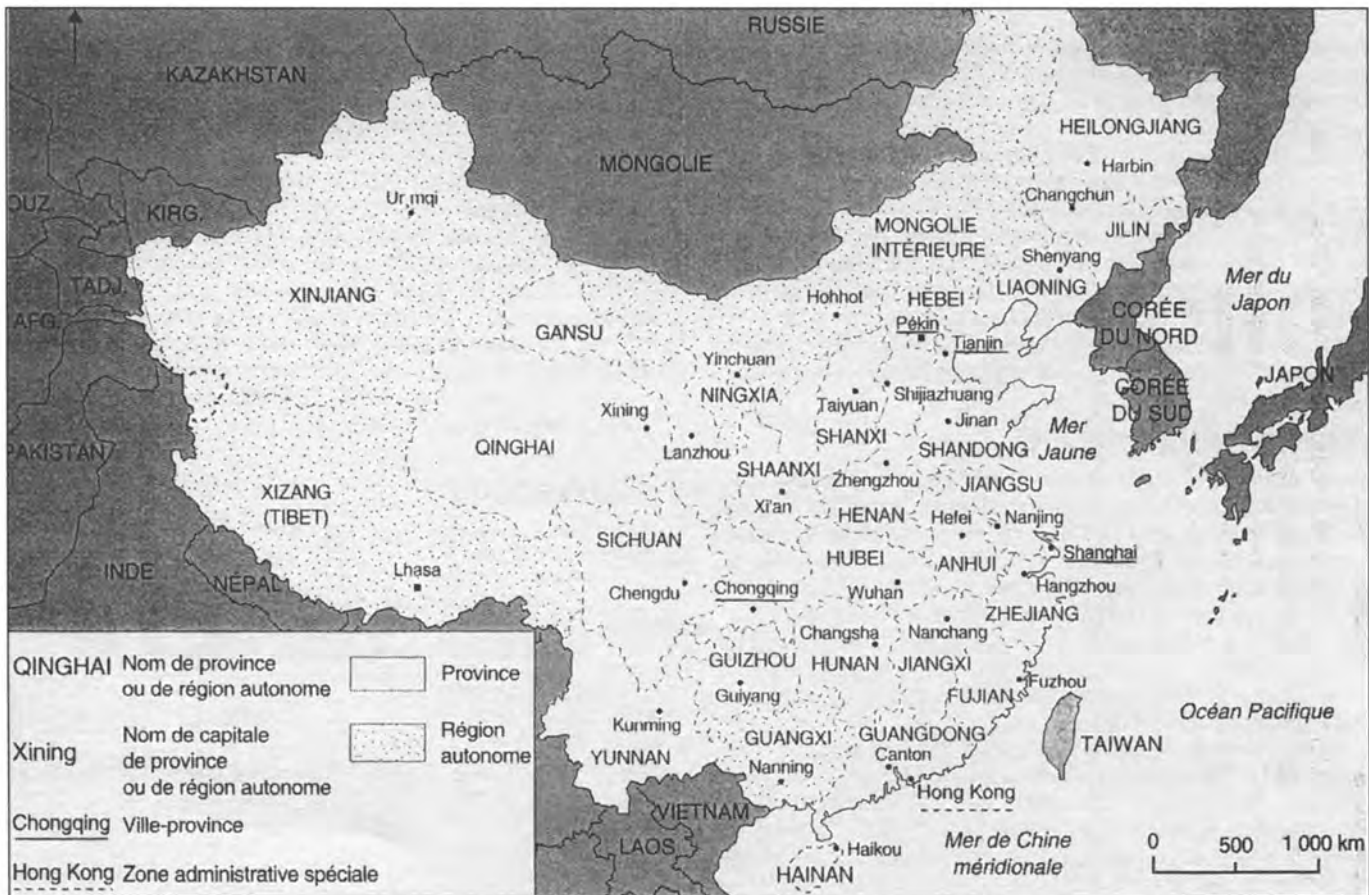 RUSSIE
KAZAKHSTAN
MONGOLIE
HEILONGJIANG
Harbin
Changchun
JILIN
OUZ.
KIRG.
Ur mqi
MONGOLIE
INTÉRIEURE
Shenyang
LIAONING
TADJ.
XINJIANG
Hohhot
HEBEI
Mer du
Japon
AFG.
GANSU
Pékin
Tianjin
CORÉE
DU NORD
Yinchuan
NINGXIA
Taiyuan
Shijiazhuang
JAPON
CORÉE
DU SUD
Xining
Lanzhou
Jinan
SHANXI
SHANDONG
Mer
Jaune
PAKISTAN
QINGHAI
SHAANXI
Zhengzhou
JIANGSU
XIZANG
(TIBET)
Xi'an
HENAN
Hefei
Nanjing
SICHUAN
HUBEI
ANHUI
Shanghai
INDE
NÉPAL
Lhasa
Chengdu
Chongqing
Wuhan
Hangzhou
ZHEJIANG
Changsha
Nanchang
GUIZHOU
HUNAN
JIANGXI
Guiyang
FUJIAN
Fuzhou
Kunming
Océan Pacifique
YUNNAN
GUANGXI
GUANGDONG
TAIWAN
Nanning
Canton
Hong Kong
VIETNAM
LAOS
Haikou
HAINAN
Mer de Chine
méridionale
0 500 1 000 km
QINGHAI Nom de province
ou de région autonome
Province
Xining Nom de capitale
de province
ou de région autonome
Région
autonome
Chongqing Ville-province
Hong Kong Zone administrative spéciale